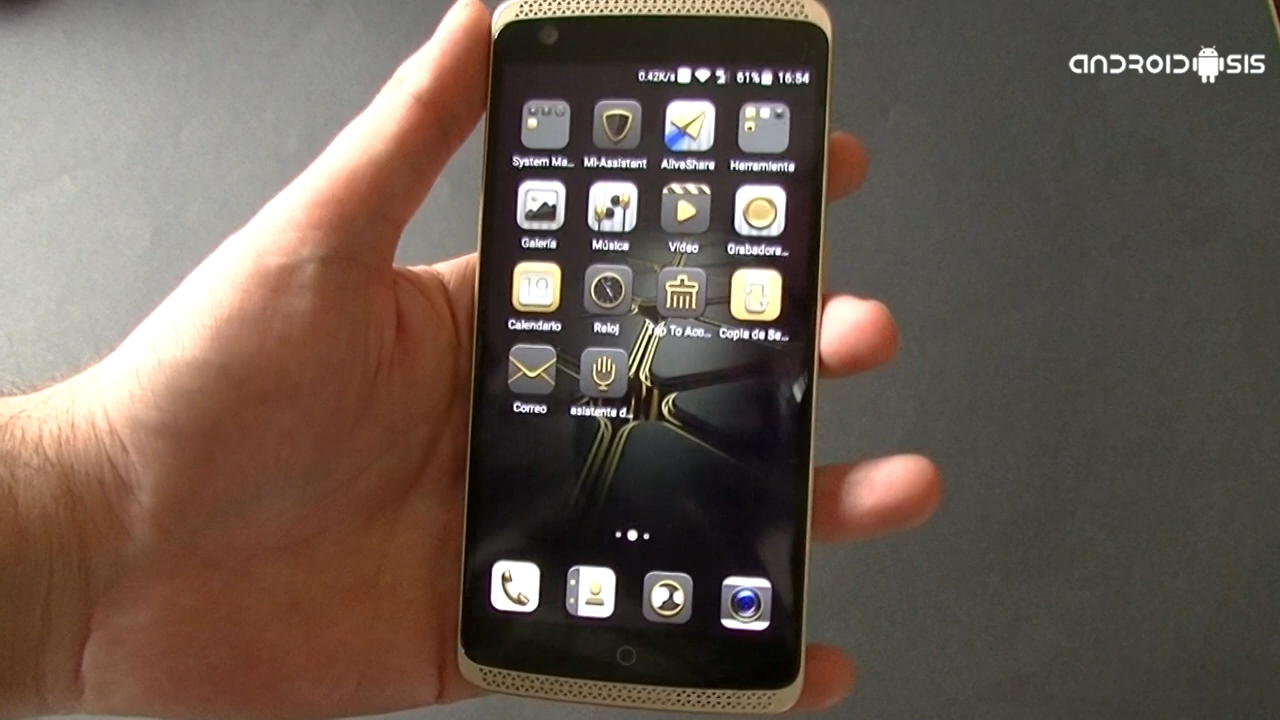 ANDROIDSIS
0.42K/s 61% 16:54
System Ma... Mi-Assistant AliveShare Herramienta
Galería Música Vídeo Grabadora...
19
Calendario Reloj Tap To Acc... Copia de Se...
Correo asistente d...